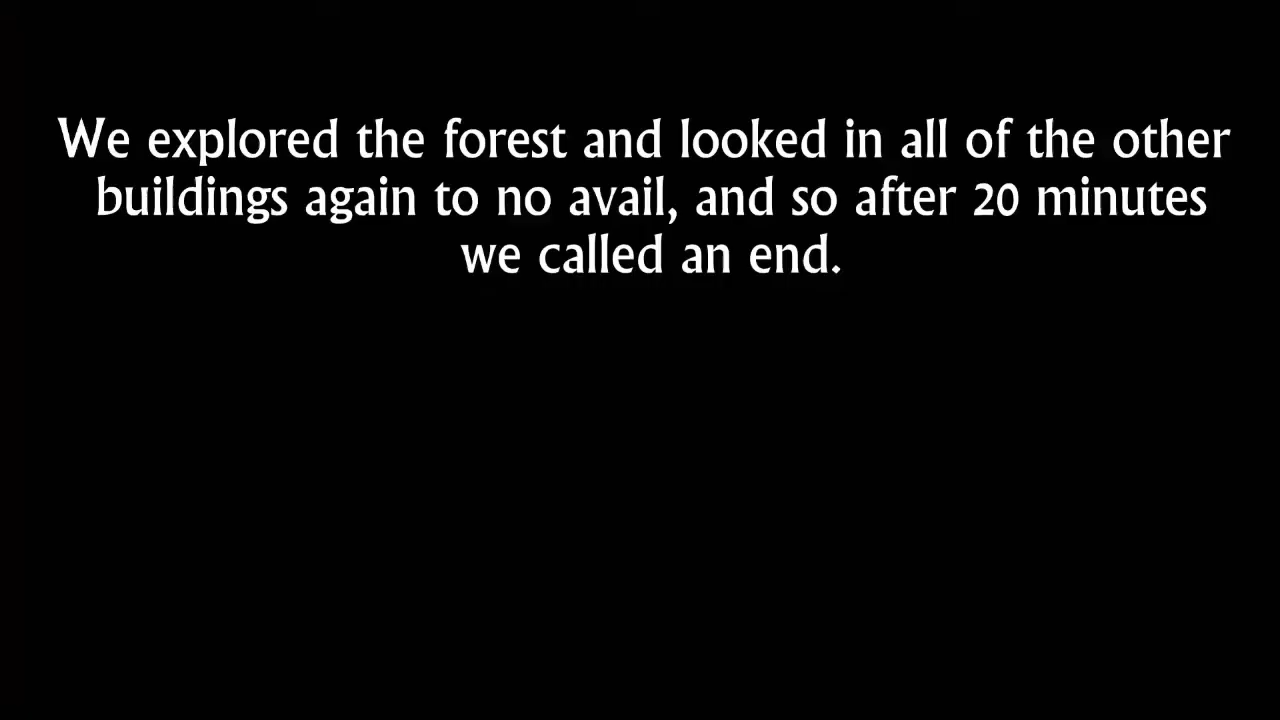 We explored the forest and looked in all of the other
buildings again to no avail, and so after 20 minutes
we called an end.